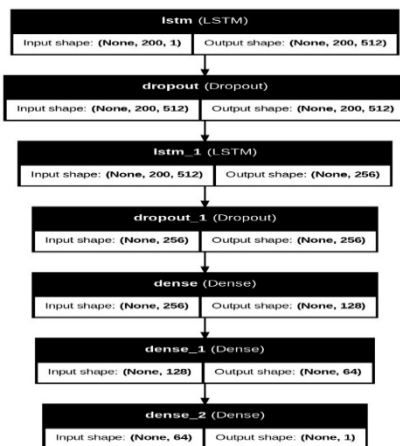 lstm (LSTM)
Input shape: (None, 200, 1) Output shape: (None, 200, 512)
dropout (Dropout)
Input shape: (None, 200, 512) Output shape: (None, 200, 512)
lstm_1 (LSTM)
Input shape: (None, 200, 512) Output shape: (None, 256)
dropout_1 (Dropout)
Input shape: (None, 256) Output shape: (None, 256)
dense (Dense)
Input shape: (None, 256) Output shape: (None, 128)
dense_1 (Dense)
Input shape: (None, 128) Output shape: (None, 64)
dense_2 (Dense)
Input shape: (None, 64) Output shape: (None, 1)